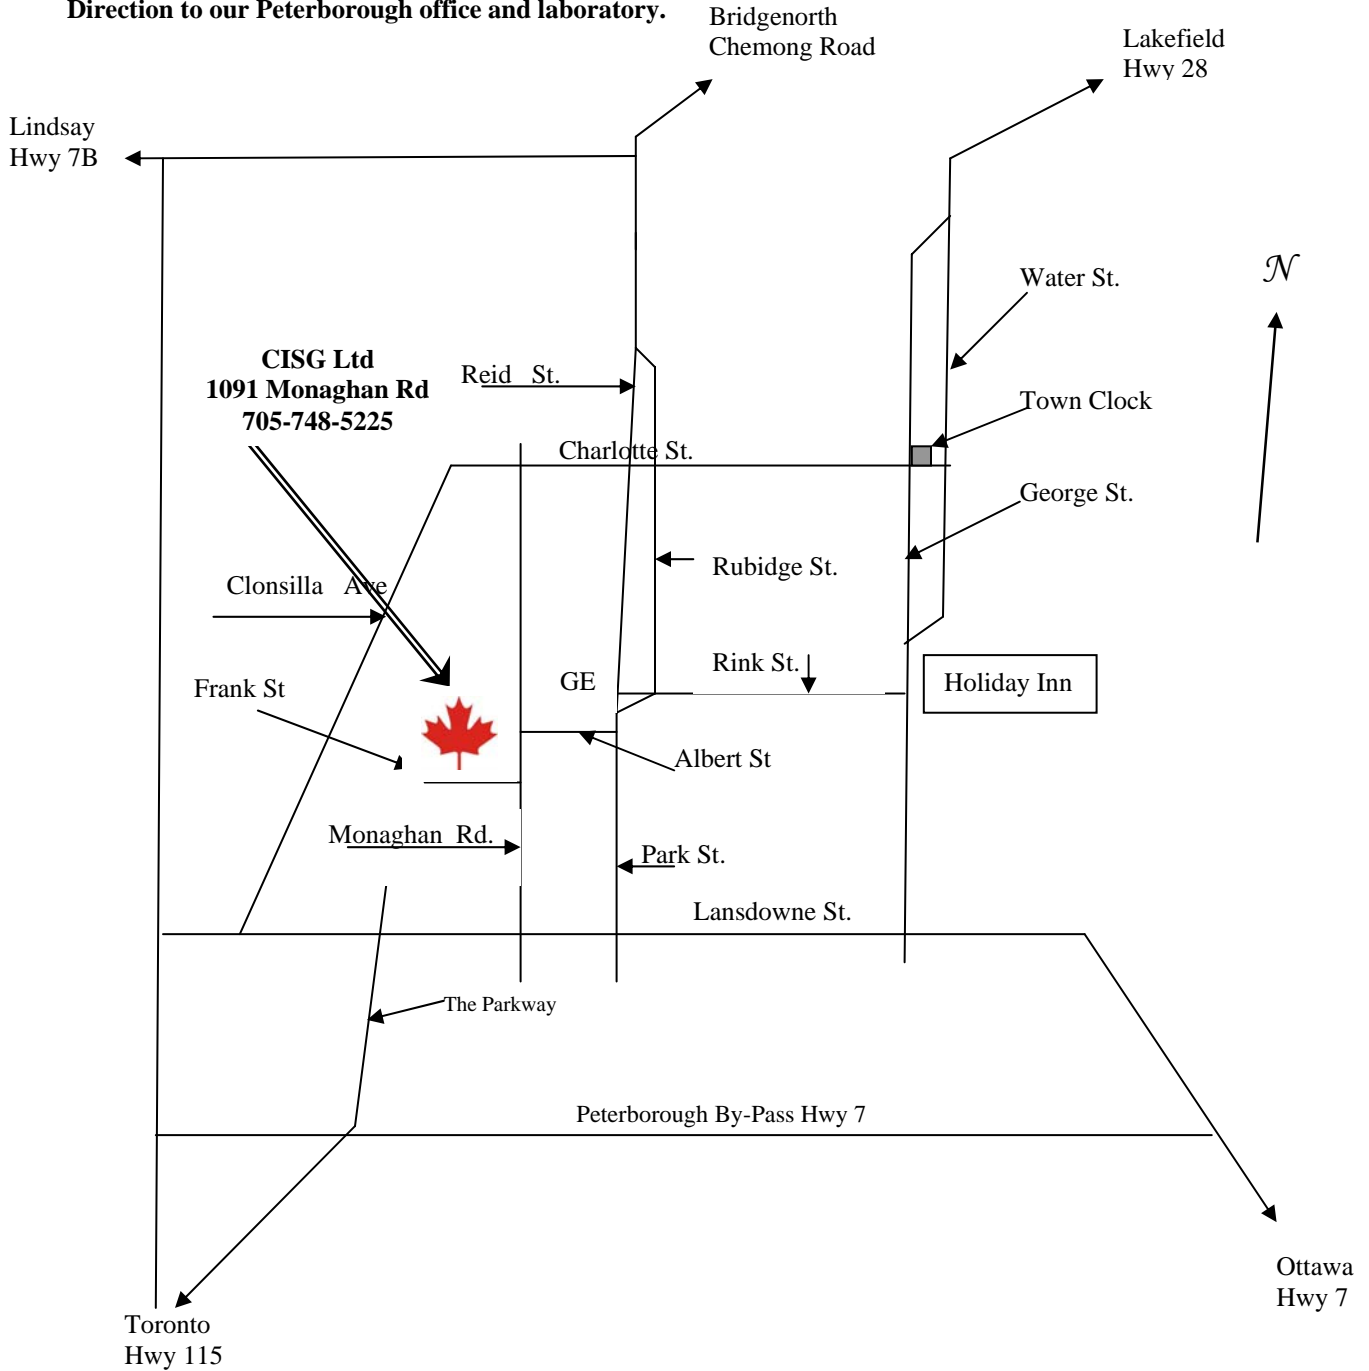 Direction to our Peterborough office and laboratory.
Bridgenorth
Chemong Road
Lakefield
Hwy 28
Lindsay
Hwy 7B
Water St.
N
CISG Ltd
1091 Monaghan Rd
705-748-5225
Reid St.
Town Clock
Charlotte St.
George St.
Rubidge St.
Clonsilla Ave
Rink St.
Holiday Inn
GE
Frank St
Albert St
Monaghan Rd.
Park St.
Lansdowne St.
The Parkway
Peterborough By-Pass Hwy 7
Ottawa
Hwy 7
Toronto
Hwy 115